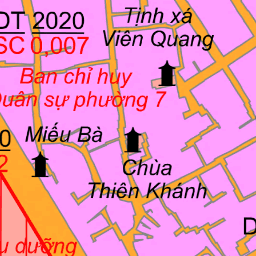 DT 2020
SC 0,007
Tịnh xá
Viên Quang
Ban chỉ huy
Quân sự phường 7
Miếu Bà
Chùa
Thiên Khánh
dưỡng